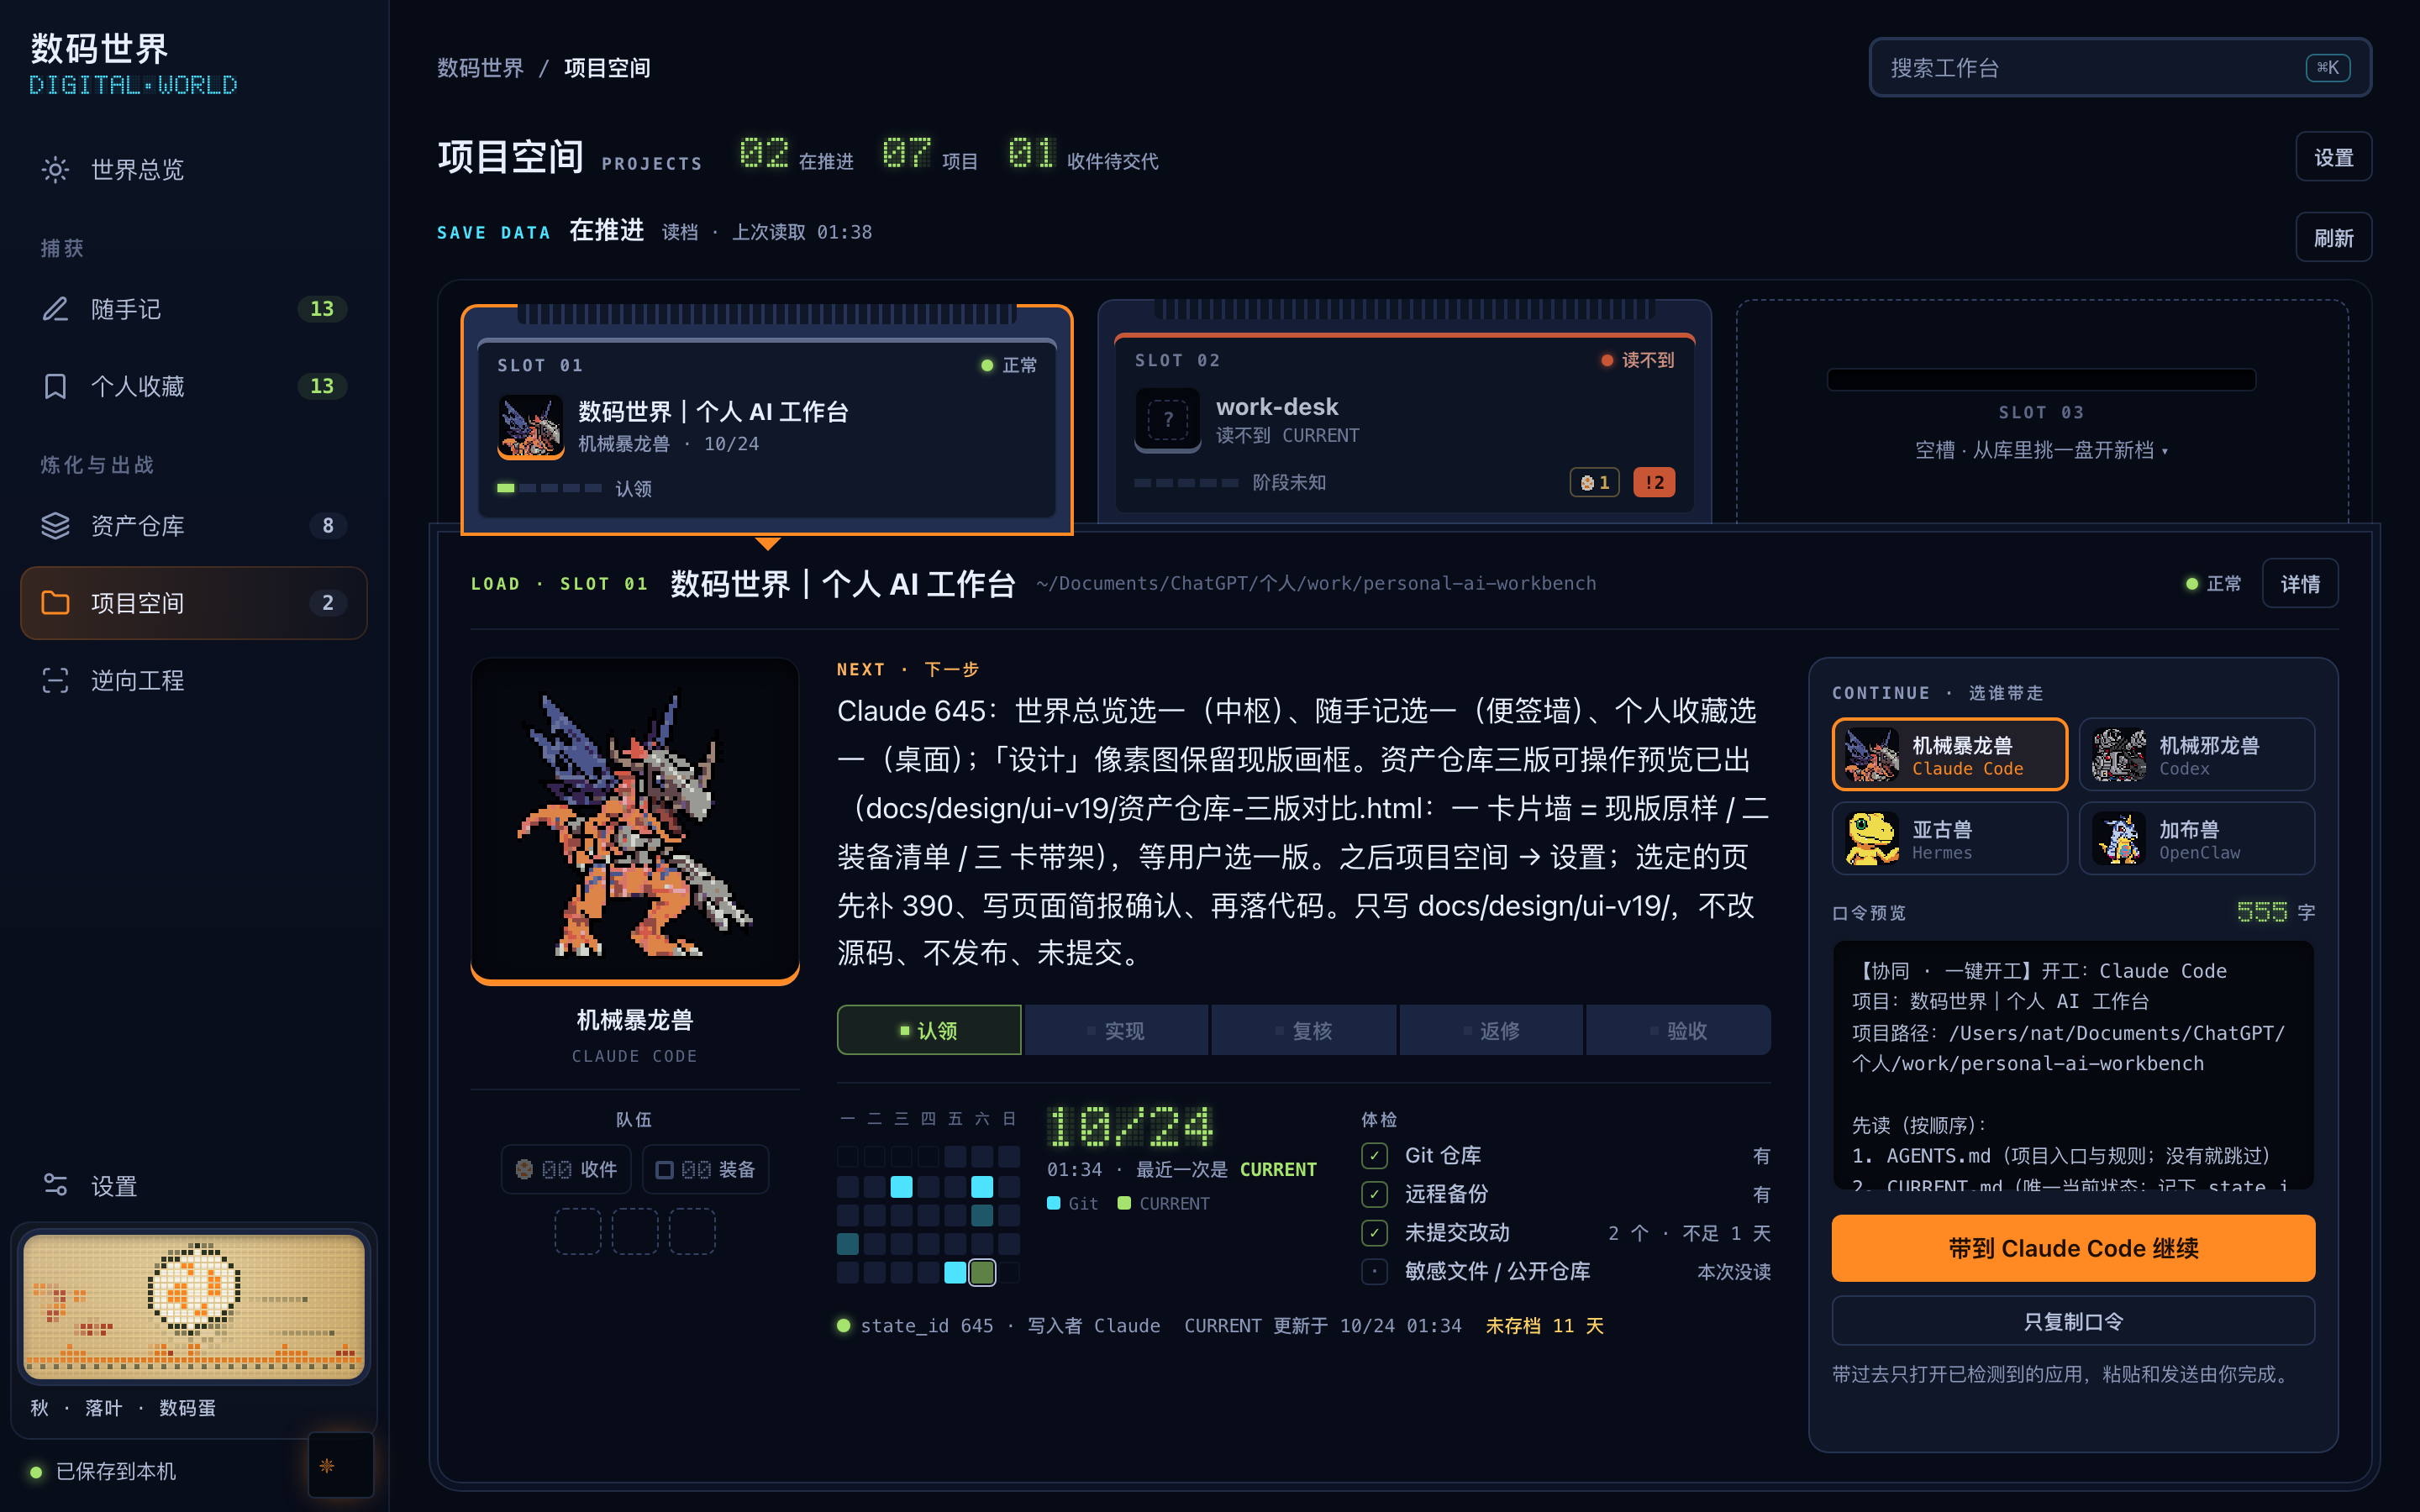 数码世界
DIGITAL·WORLD
世界总览
捕获
随手记 13
个人收藏 13
炼化与出战
资产仓库 8
项目空间 2
逆向工程
设置
秋 · 落叶 · 数码蛋
已保存到本机
数码世界 / 项目空间
搜索工作台 ⌘K
项目空间 PROJECTS 02 在推进 07 项目 01 收件待交代
设置
SAVE DATA 在推进 读档 · 上次读取 01:38
刷新
SLOT 01 正常
数码世界｜个人 AI 工作台
机械暴龙兽 · 10/24
认领
SLOT 02 读不到
?
work-desk
读不到 CURRENT
阶段未知 1 !2
SLOT 03
空槽 · 从库里挑一盘开新档 ▾
LOAD · SLOT 01 数码世界｜个人 AI 工作台 ~/Documents/ChatGPT/个人/work/personal-ai-workbench
正常 详情
机械暴龙兽
CLAUDE CODE
队伍
00 收件 00 装备
NEXT · 下一步
Claude 645：世界总览选一（中枢）、随手记选一（便签墙）、个人收藏选
一（桌面）；「设计」像素图保留现版画框。资产仓库三版可操作预览已出
（docs/design/ui-v19/资产仓库-三版对比.html：一 卡片墙 = 现版原样 / 二
装备清单 / 三 卡带架），等用户选一版。之后项目空间 → 设置；选定的页
先补 390、写页面简报确认、再落代码。只写 docs/design/ui-v19/，不改
源码、不发布、未提交。
认领 实现 复核 返修 验收
一 二 三 四 五 六 日
10/24
01:34 · 最近一次是 CURRENT
Git CURRENT
体检
✓ Git 仓库 有
✓ 远程备份 有
✓ 未提交改动 2 个 · 不足 1 天
· 敏感文件 / 公开仓库 本次没读
state_id 645 · 写入者 Claude CURRENT 更新于 10/24 01:34 未存档 11 天
CONTINUE · 选谁带走
机械暴龙兽
Claude Code
机械邪龙兽
Codex
亚古兽
Hermes
加布兽
OpenClaw
口令预览 555 字
【协同 · 一键开工】开工：Claude Code
项目：数码世界｜个人 AI 工作台
项目路径：/Users/nat/Documents/ChatGPT/
个人/work/personal-ai-workbench
先读（按顺序）：
1. AGENTS.md（项目入口与规则；没有就跳过）
2. CURRENT.md（唯一当前状态；记下 state_i
带到 Claude Code 继续
只复制口令
带过去只打开已检测到的应用，粘贴和发送由你完成。